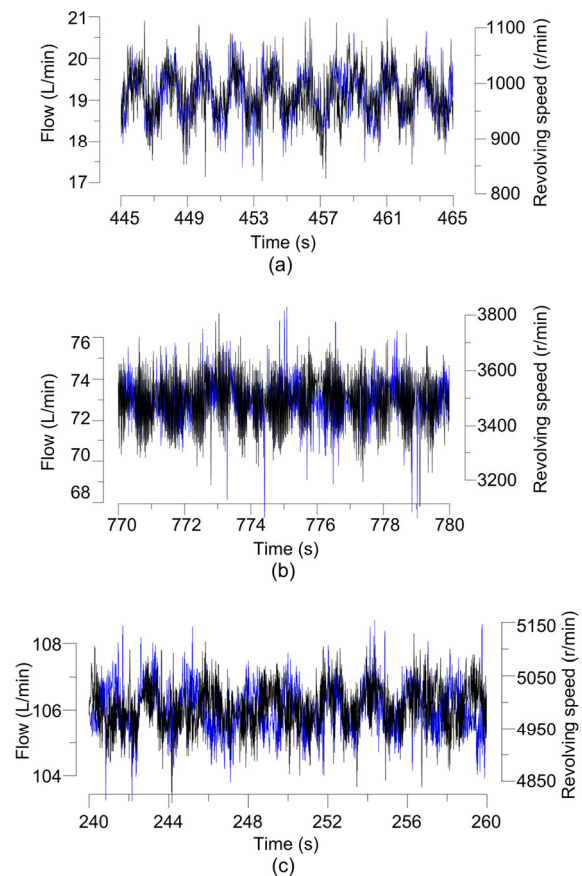 Flow (L/min)
21
20
19
18
17
1100
1000
900
800
Revolving speed (r/min)
445 449 453 457 461 465
Time (s)
(a)
Flow (L/min)
76
74
72
70
68
3800
3600
3400
3200
Revolving speed (r/min)
770 772 774 776 778 780
Time (s)
(b)
Flow (L/min)
108
106
104
5150
5050
4950
4850
Revolving speed (r/min)
240 244 248 252 256 260
Time (s)
(c)